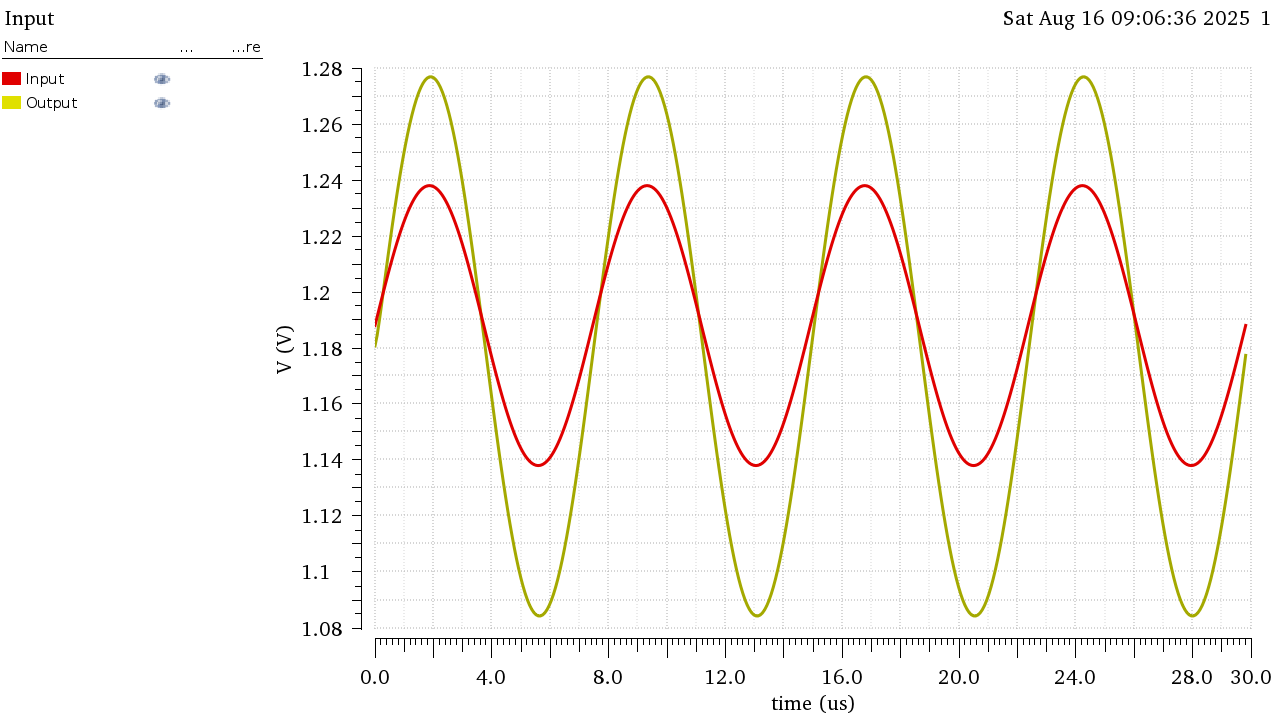 Input
Sat Aug 16 09:06:36 2025 1
Name ... ...re
Input
Output
1.28
1.26
1.24
1.22
1.2
1.18
1.16
1.14
1.12
1.1
1.08
V (V)
0.0 4.0 8.0 12.0 16.0 20.0 24.0 28.0 30.0
time (us)